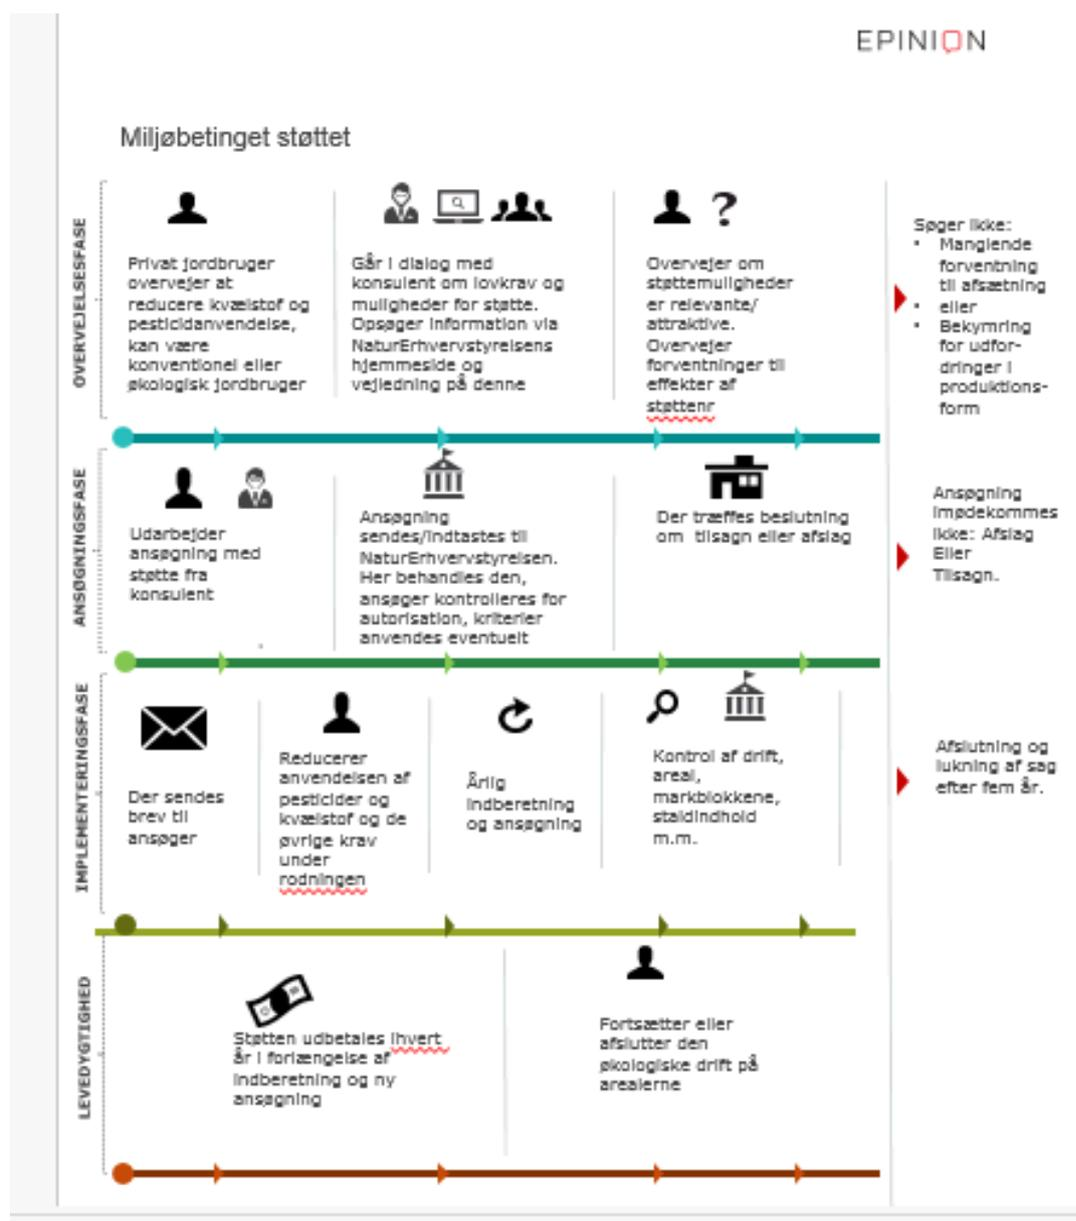 EPINION
Miljøbetinget støttet
OVERVEJELSESFASE
Privat jordbruger
overvejer at
reducere kvælstof og
pesticidanvendelse,
kan være
konventionel eller
økologisk jordbruger
Går i dialog med
konsulent om lovkrav og
muligheder for støtte.
Opsøger information via
NaturErhvervstyrelsens
hjemmeside og
vejledning på denne
?
Overvejer om
støttemuligheder
er relevante/
attraktive.
Overvejer
forventninger til
effekter af
støttenr
Søger ikke:
• Manglende
forventning
til afsætning
• eller
• Bekymring
for udfor-
dringer i
produktions-
form
ANSØGNINGSFASE
Udarbejder
ansøgning med
støtte fra
konsulent
Ansøgning
sendes/indtastes til
NaturErhvervstyrelsen.
Her behandles den,
ansøger kontrolleres for
autorisation, kriterier
anvendes eventuelt
Der træffes beslutning
om tilsagn eller afslag
Ansøgning
imødekommes
ikke: Afslag
Eller
Tilsagn.
IMPLEMENTERINGSFASE
Der sendes
brev til
ansøger
Reducerer
anvendelsen af
pesticider og
kvælstof og de
øvrige krav
under
rodningen
Årlig
indberetning
og ansøgning
Kontrol af drift,
areal,
markblokkene,
staldindhold
m.m.
Afslutning og
lukning af sag
efter fem år.
LEVEDYGTIGHED
Støtten udbetales ihvert
år i forlængelse af
indberetning og ny
ansøgning
Fortsætter eller
afslutter den
økologiske drift på
arealerne